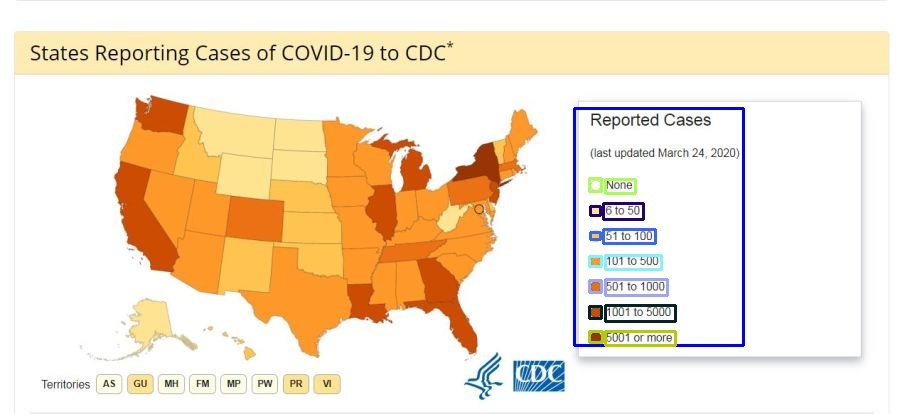 States Reporting Cases of COVID-19 to CDC*
Reported Cases
(last updated March 24, 2020)
None
6 to 50
51 to 100
101 to 500
501 to 1000
1001 to 5000
5001 or more
Territories AS GU MH FM MP PW PR VI
CDC